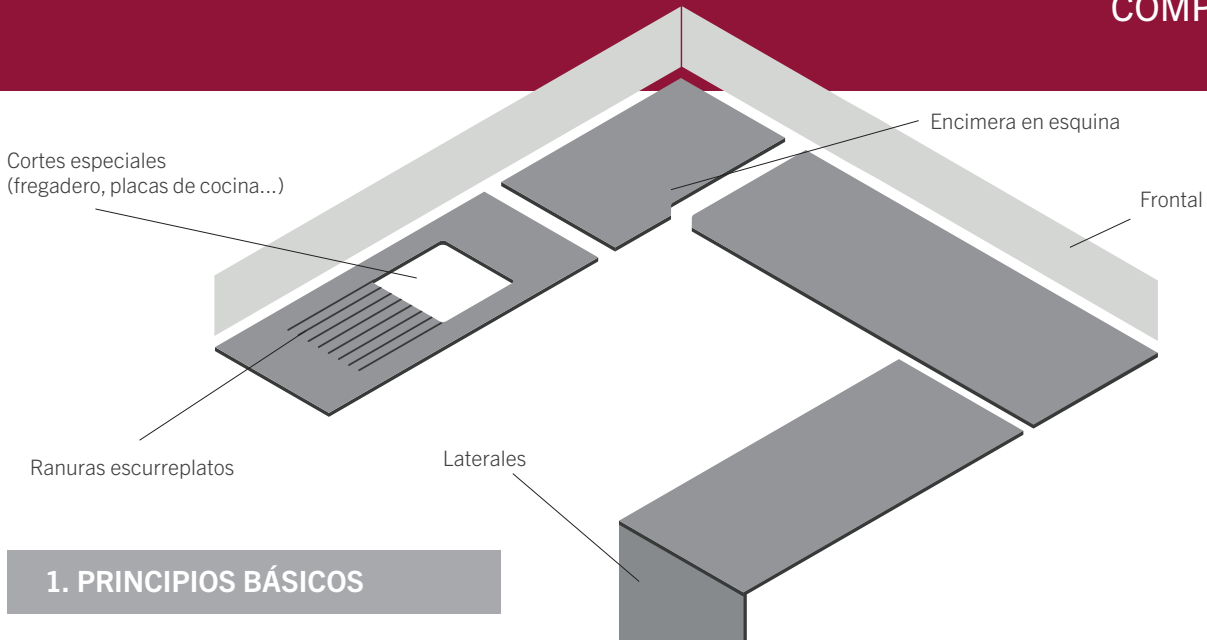 COMP
Encimera en esquina
Cortes especiales
(fregadero, placas de cocina...)
Frontal
Ranuras escurreplatos
Laterales
1. PRINCIPIOS BÁSICOS